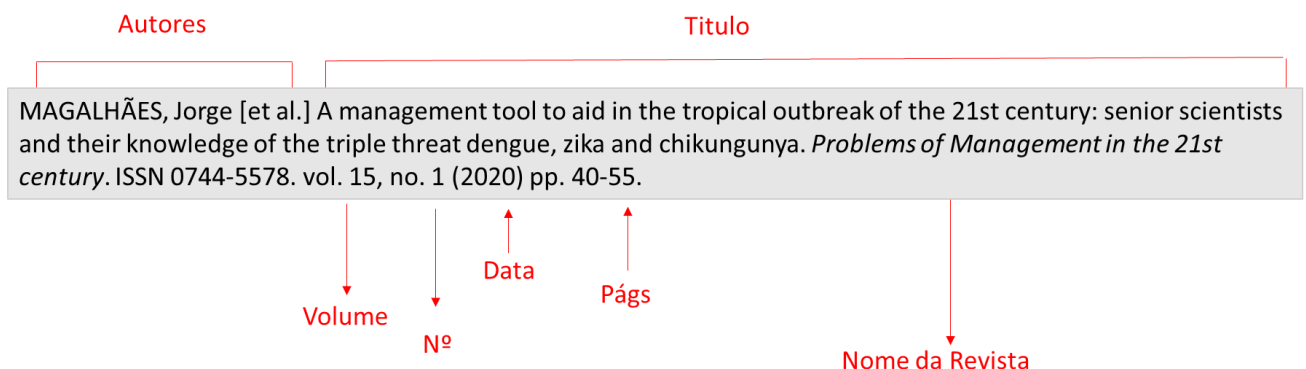 Autores
Titulo
MAGALHÃES, Jorge [et al.] A management tool to aid in the tropical outbreak of the 21st century: senior scientists
and their knowledge of the triple threat dengue, zika and chikungunya. Problems of Management in the 21st
century. ISSN 0744-5578. vol. 15, no. 1 (2020) pp. 40-55.
Data
Págs
Volume
Nº
Nome da Revista